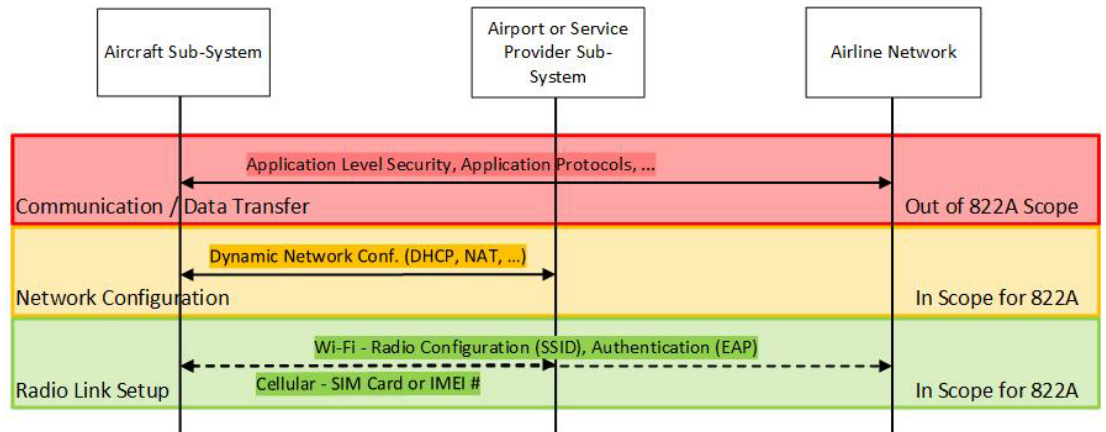 Aircraft Sub-System
Airport or Service
Provider Sub-
System
Airline Network
Application Level Security, Application Protocols, ...
Communication / Data Transfer
Out of 822A Scope
Dynamic Network Conf. (DHCP, NAT, ...)
Network Configuration
In Scope for 822A
Wi-Fi - Radio Configuration (SSID), Authentication (EAP)
Cellular - SIM Card or IMEI #
Radio Link Setup
In Scope for 822A